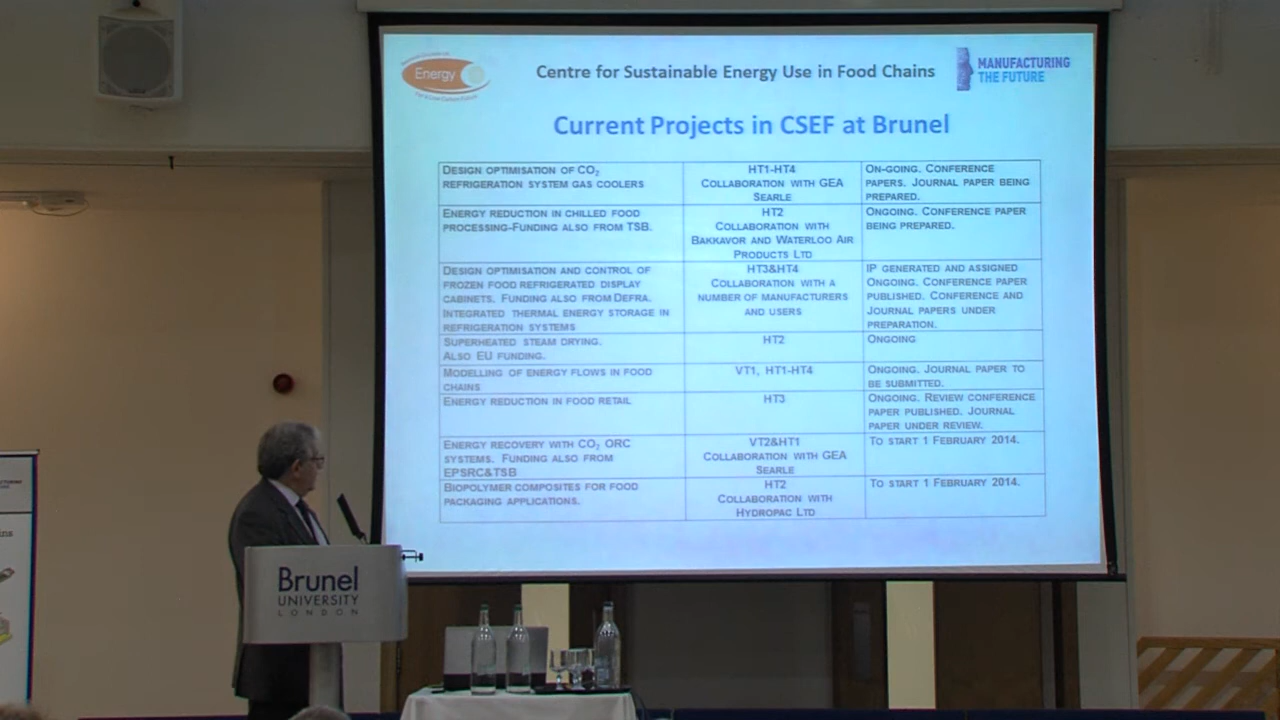 Energy
Centre for Sustainable Energy Use in Food Chains
MANUFACTURING
THE FUTURE
Current Projects in CSEF at Brunel
DESIGN OPTIMISATION OF CO₂
REFRIGERATION SYSTEM GAS COOLERS
HT1-HT4
COLLABORATION WITH GEA
SEARLE
ON-GOING. CONFERENCE
PAPERS. JOURNAL PAPER BEING
PREPARED.
ENERGY REDUCTION IN CHILLED FOOD
PROCESSING-FUNDING ALSO FROM TSB.
HT2
COLLABORATION WITH
BAKKAVOR AND WATERLOO AIR
PRODUCTS LTD
ONGOING. CONFERENCE PAPER
BEING PREPARED.
DESIGN OPTIMISATION AND CONTROL OF
FROZEN FOOD REFRIGERATED DISPLAY
CABINETS. FUNDING ALSO FROM DEFRA.
INTEGRATED THERMAL ENERGY STORAGE IN
REFRIGERATION SYSTEMS
HT3&HT4
COLLABORATION WITH A
NUMBER OF MANUFACTURERS
AND USERS
IP GENERATED AND ASSIGNED
ONGOING. CONFERENCE PAPER
PUBLISHED. CONFERENCE AND
JOURNAL PAPERS UNDER
PREPARATION.
SUPERHEATED STEAM DRYING.
ALSO EU FUNDING.
HT2
ONGOING
MODELLING OF ENERGY FLOWS IN FOOD
CHAINS
VT1, HT1-HT4
ONGOING. JOURNAL PAPER TO
BE SUBMITTED.
ENERGY REDUCTION IN FOOD RETAIL
HT3
ONGOING. REVIEW CONFERENCE
PAPER PUBLISHED. JOURNAL
PAPER UNDER REVIEW.
ENERGY RECOVERY WITH CO₂ ORC
SYSTEMS. FUNDING ALSO FROM
EPSRC&TSB
VT2&HT1
COLLABORATION WITH GEA
SEARLE
TO START 1 FEBRUARY 2014.
BIOPOLYMER COMPOSITES FOR FOOD
PACKAGING APPLICATIONS.
HT2
COLLABORATION WITH
HYDROPAC LTD
TO START 1 FEBRUARY 2014.
Brunel
UNIVERSITY
LONDON